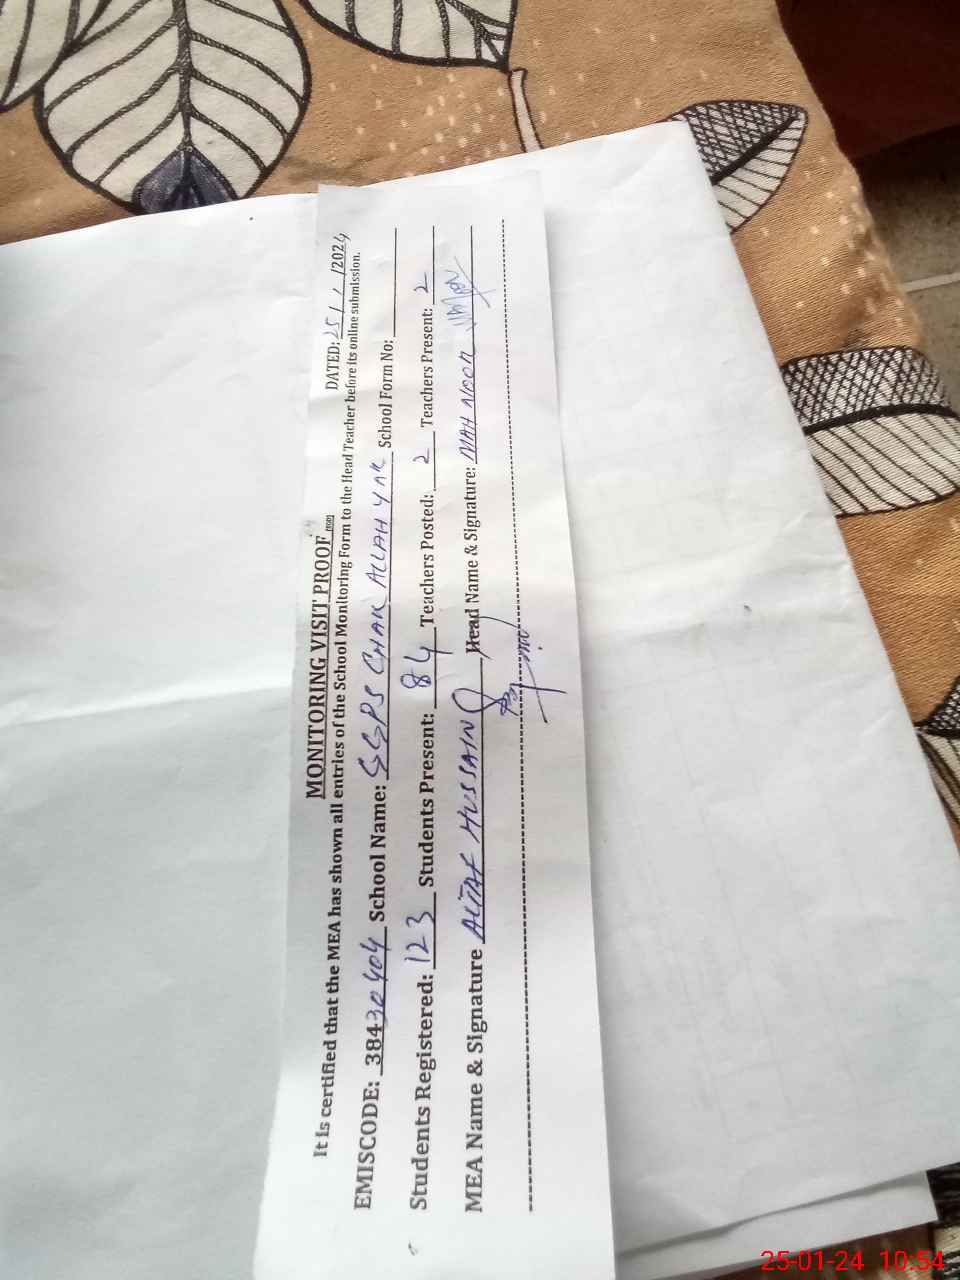 MONITORING VISIT PROOF DATED: 25/1/2024
It is certified that the MEA has shown all entries of the School Monitoring Form to the Head Teacher before its online submission.
EMISCODE: 38430404 School Name: GGPS CHAK ALLAH YAR School Form No:
Students Registered: 123 Students Present: 84 Teachers Posted: 2 Teachers Present: 2
MEA Name & Signature ALTAF HUSSAIN Head Name & Signature: MAH NOOR
25-01-24 10:54